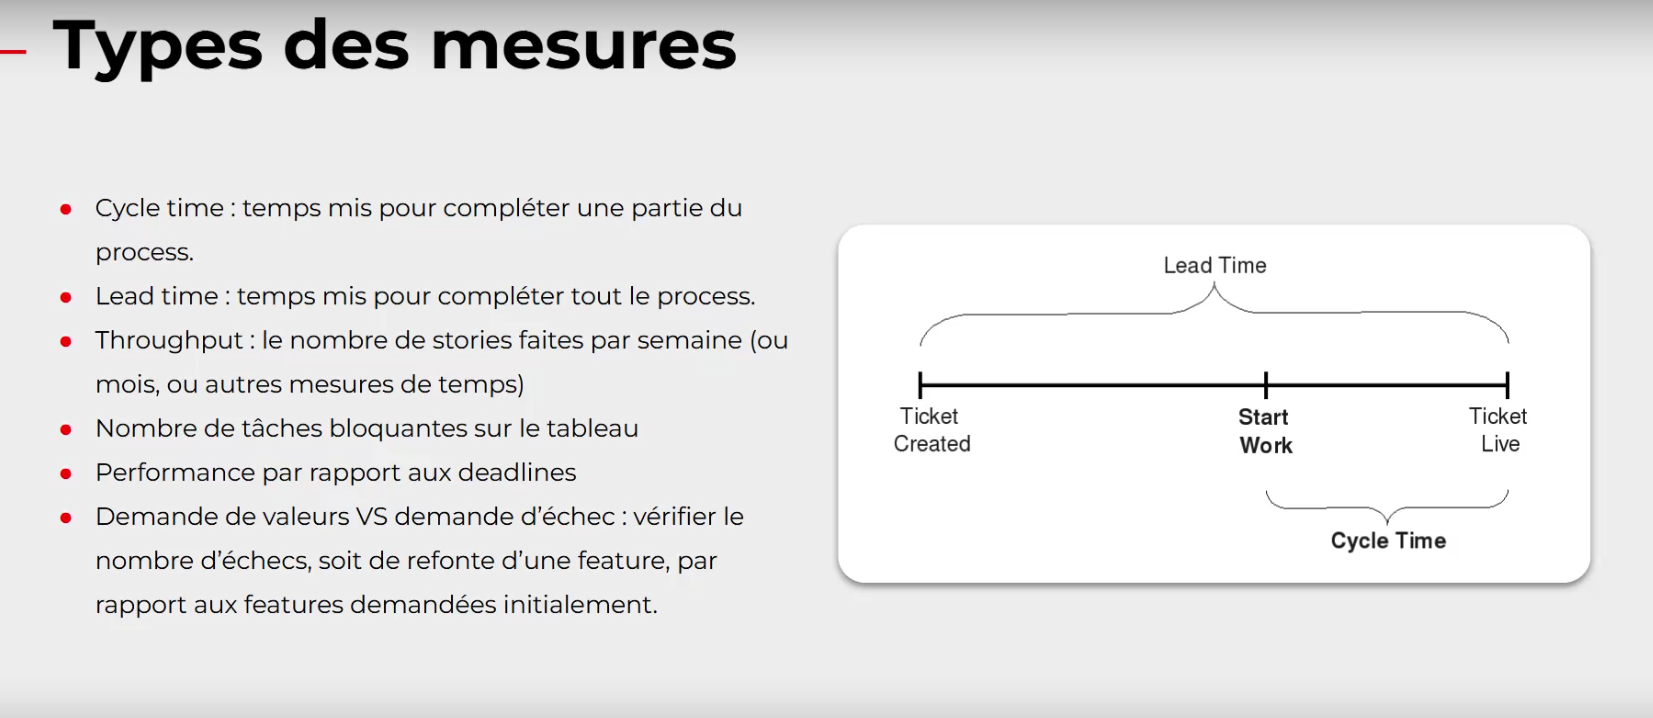 Types des mesures
Cycle time : temps mis pour compléter une partie du
process.
Lead time : temps mis pour compléter tout le process.
Throughput : le nombre de stories faites par semaine (ou
mois, ou autres mesures de temps)
Nombre de tâches bloquantes sur le tableau
Performance par rapport aux deadlines
Demande de valeurs VS demande d’échec : vérifier le
nombre d’échecs, soit de refonte d’une feature, par
rapport aux features demandées initialement.
Lead Time
Ticket
Created
Start
Work
Ticket
Live
Cycle Time